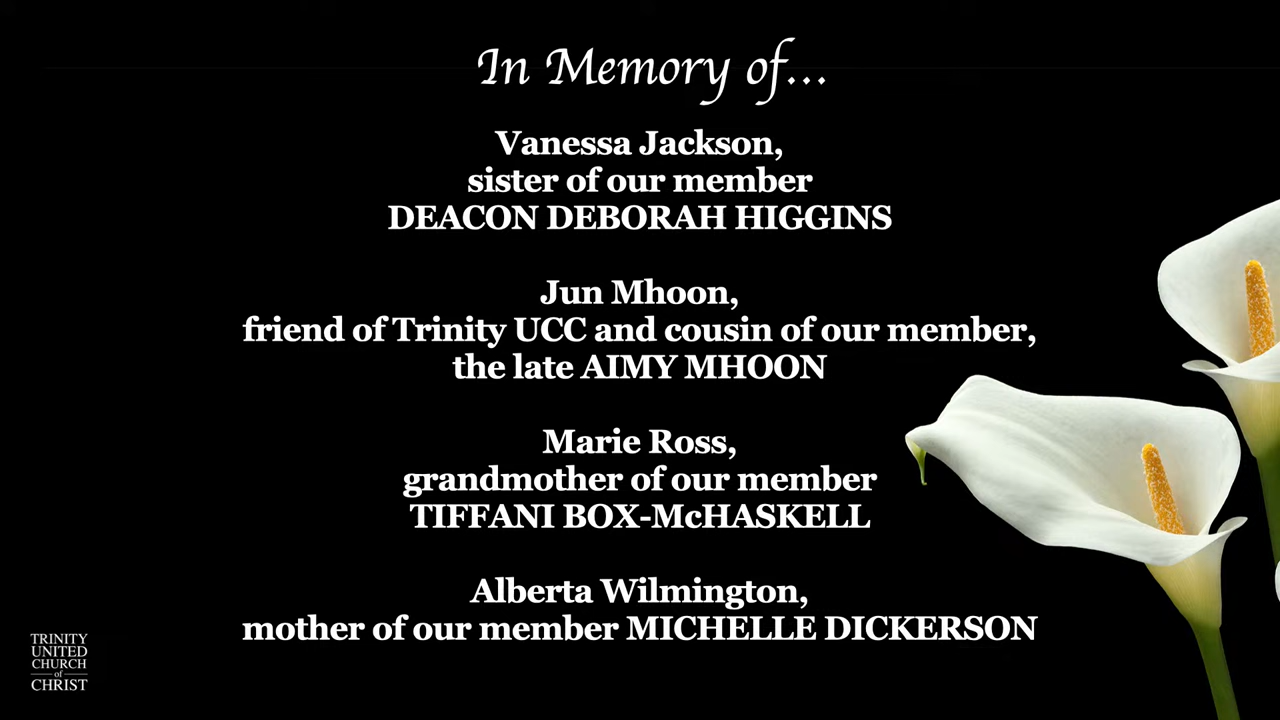 In Memory of...
Vanessa Jackson,
sister of our member
DEACON DEBORAH HIGGINS
Jun Mhoon,
friend of Trinity UCC and cousin of our member,
the late AIMY MHOON
Marie Ross,
grandmother of our member
TIFFANI BOX-McHASKELL
Alberta Wilmington,
mother of our member MICHELLE DICKERSON
TRINITY
UNITED
CHURCH
of
CHRIST